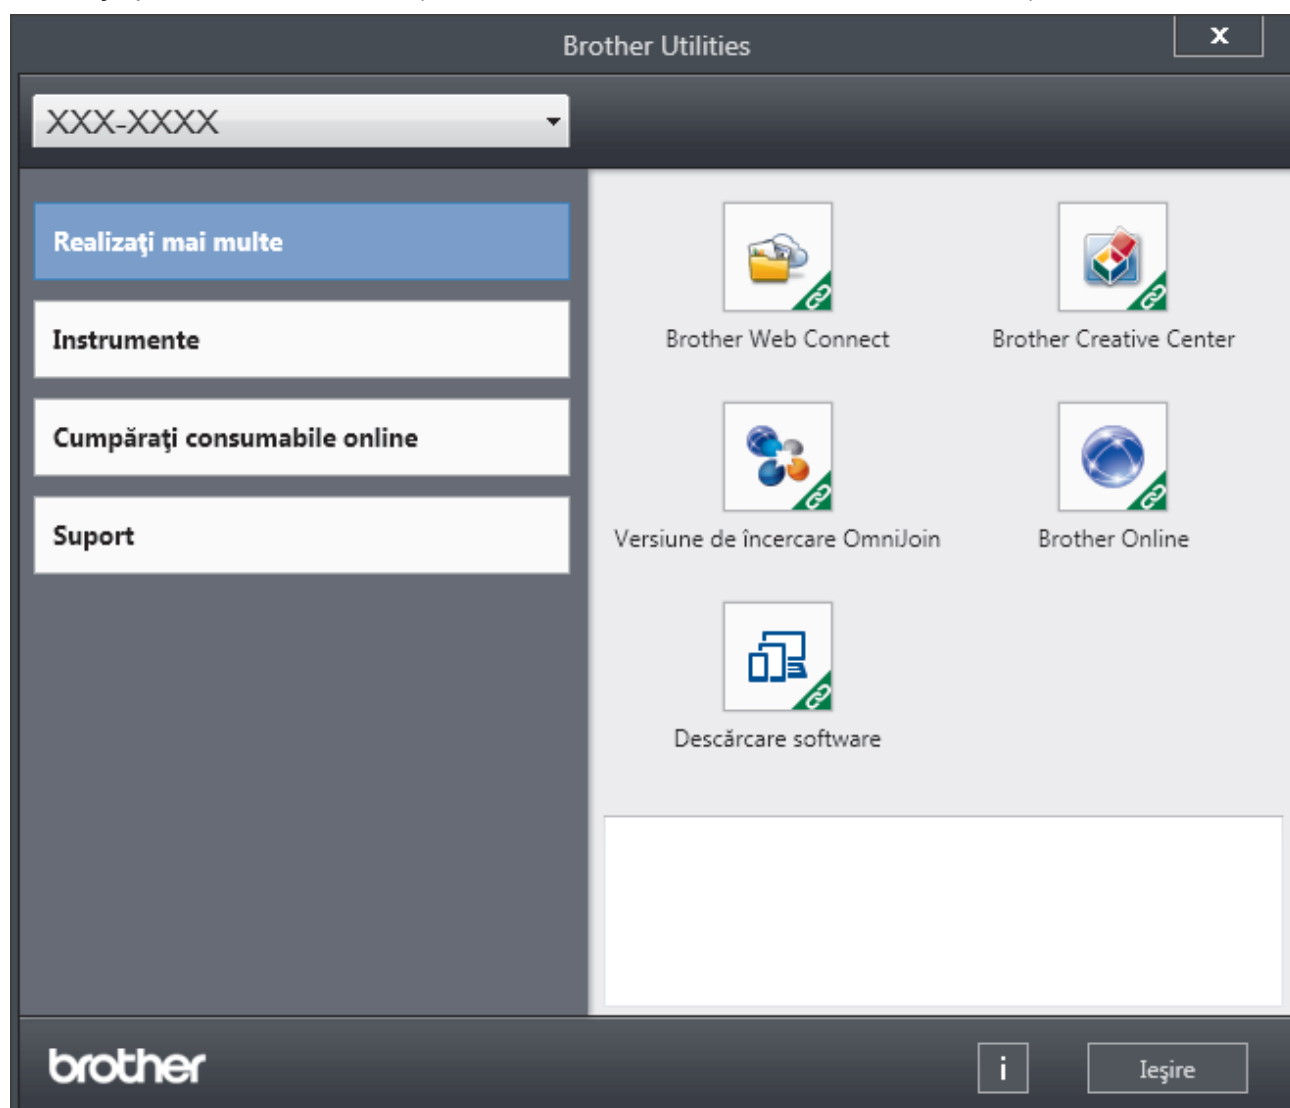 Brother Utilities
x
XXX-XXXX
Realizaţi mai multe
Instrumente
Cumpăraţi consumabile online
Suport
Brother Web Connect
Brother Creative Center
Versiune de încercare OmniJoin
Brother Online
Descărcare software
brother
i
Ieşire